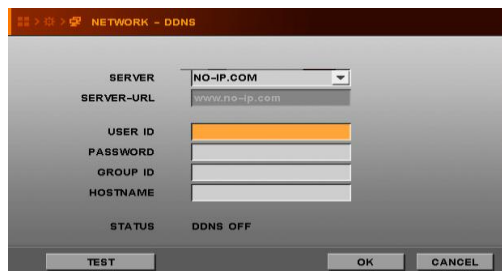 NETWORK - DDNS
SERVER NO-IP.COM
SERVER-URL www.no-ip.com
USER ID
PASSWORD
GROUP ID
HOSTNAME
STATUS DDNS OFF
TEST OK CANCEL